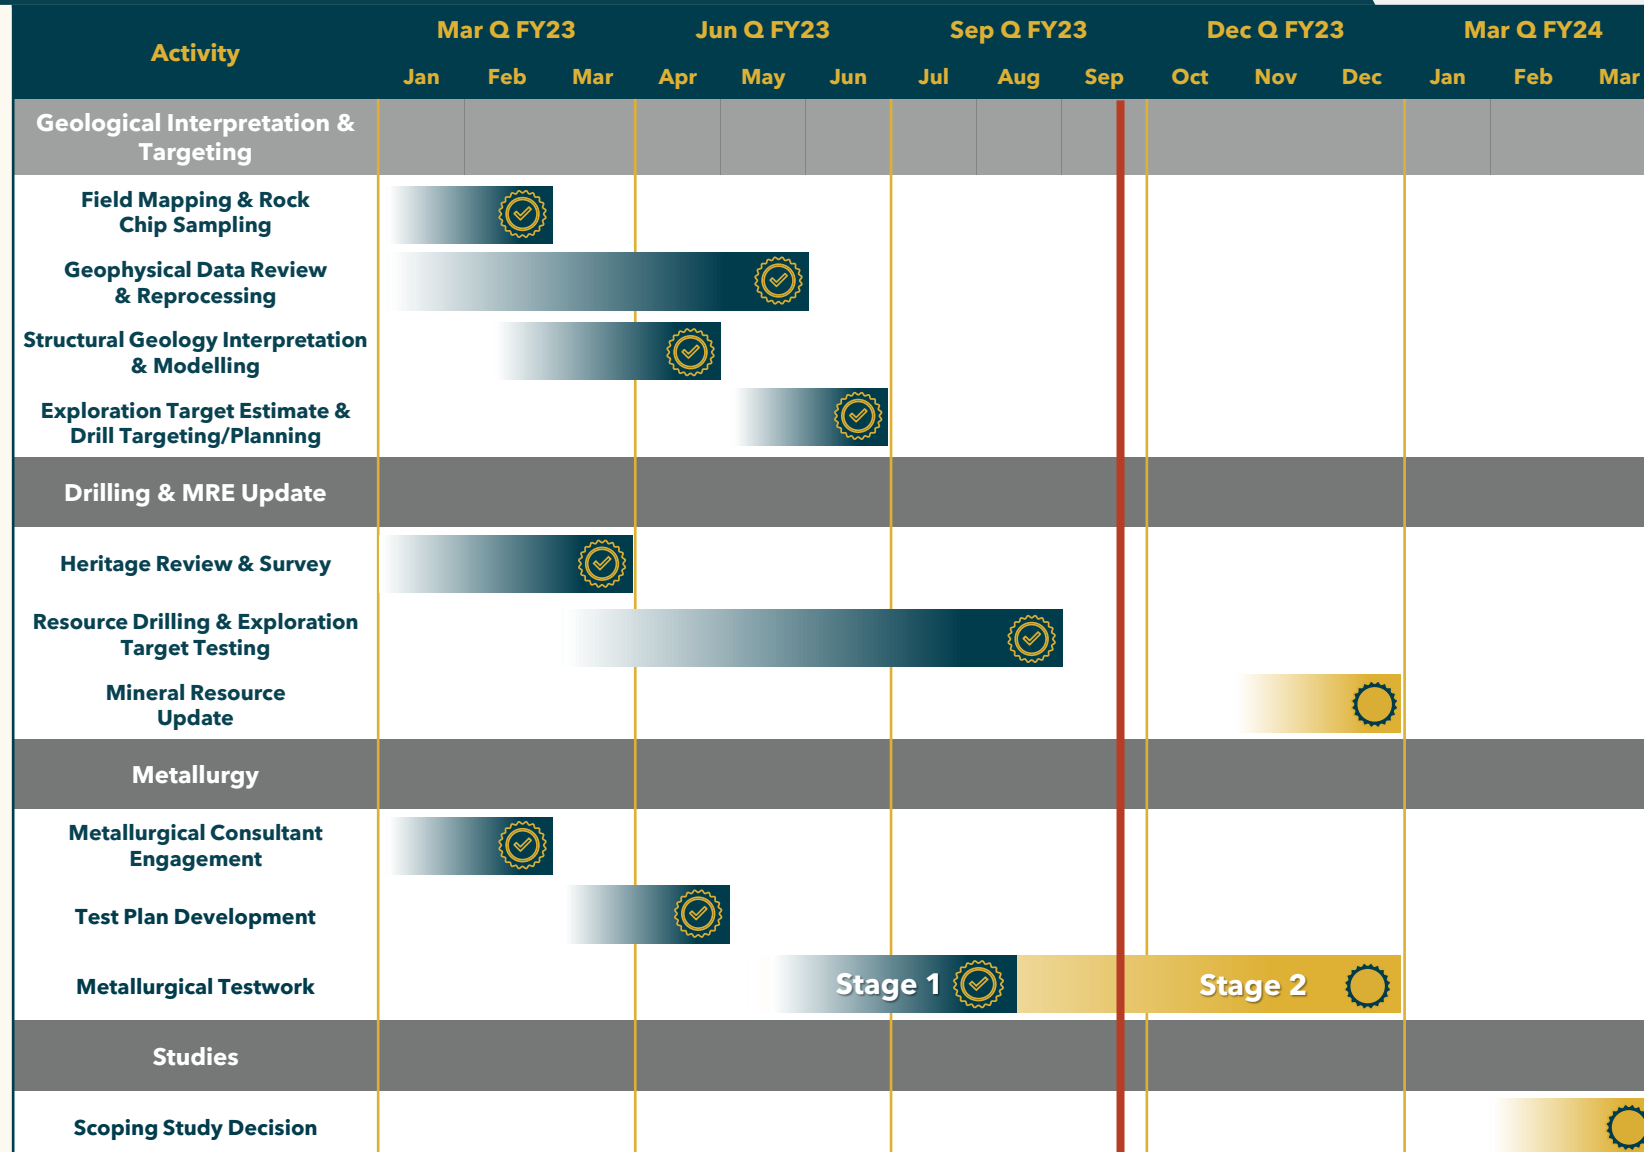 Activity
Mar Q FY23
Jun Q FY23
Sep Q FY23
Dec Q FY23
Mar Q FY24
Jan
Feb
Mar
Apr
May
Jun
Jul
Aug
Sep
Oct
Nov
Dec
Jan
Feb
Mar
Geological Interpretation &
Targeting
Field Mapping & Rock
Chip Sampling
Geophysical Data Review
& Reprocessing
Structural Geology Interpretation
& Modelling
Exploration Target Estimate &
Drill Targeting/Planning
Drilling & MRE Update
Heritage Review & Survey
Resource Drilling & Exploration
Target Testing
Mineral Resource
Update
Metallurgy
Metallurgical Consultant
Engagement
Test Plan Development
Metallurgical Testwork
Stage 1
Stage 2
Studies
Scoping Study Decision